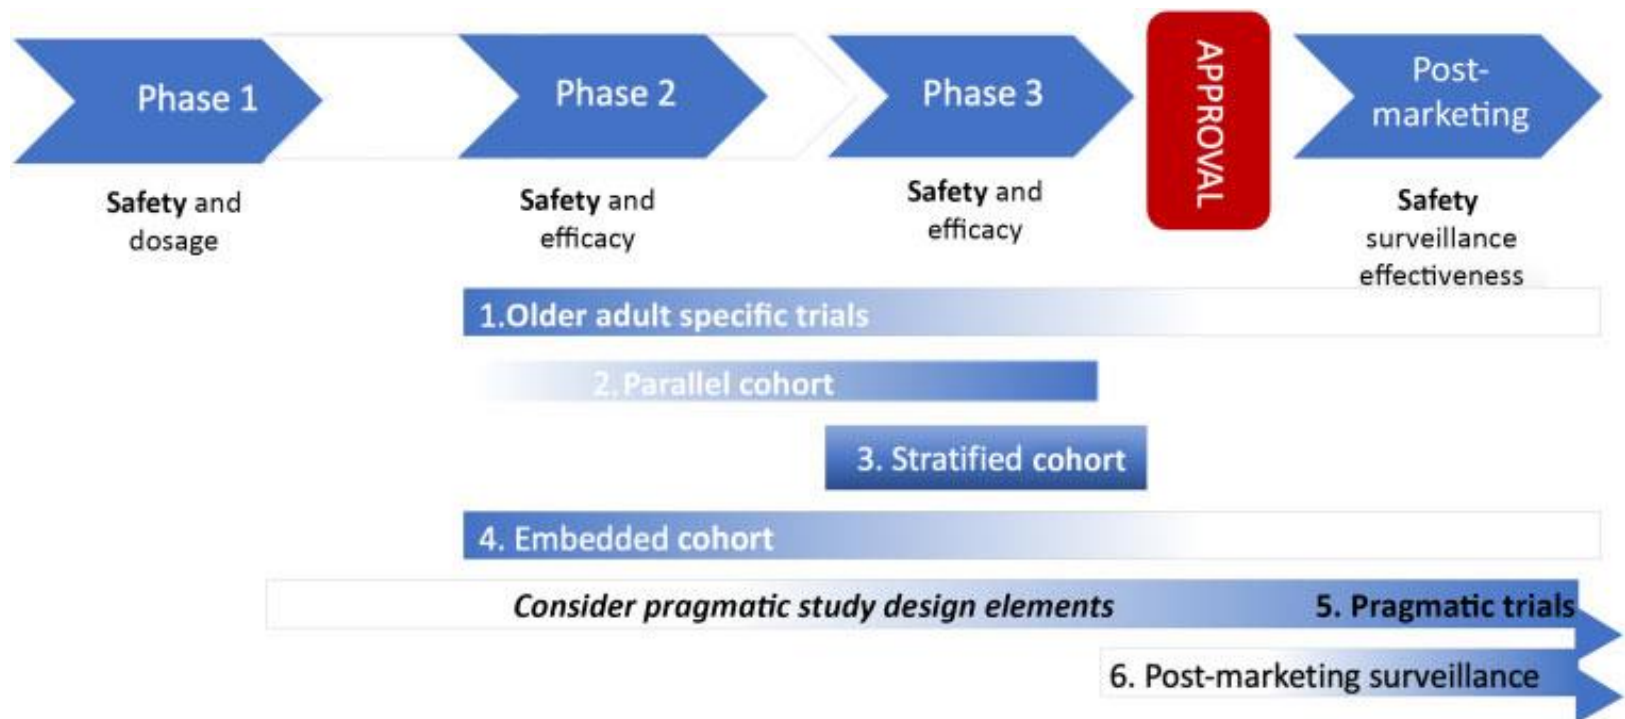 Phase 1
Phase 2
Phase 3
APPROVAL
Post-
marketing
Safety and
dosage
Safety and
efficacy
Safety and
efficacy
Safety
surveillance
effectiveness
1.Older adult specific trials
2. Parallel cohort
3. Stratified cohort
4. Embedded cohort
Consider pragmatic study design elements
5. Pragmatic trials
6. Post-marketing surveillance